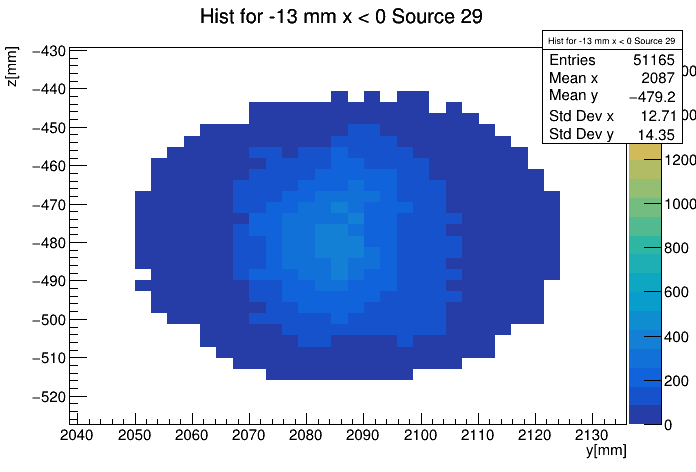 Hist for -13 mm x < 0 Source 29
z[mm]
−430
−440
−450
−460
−470
−480
−490
−500
−510
−520
2040 2050 2060 2070 2080 2090 2100 2110 2120 2130
y[mm]
Hist for -13 mm x < 0 Source 29
Entries 51165
Mean x 2087
Mean y −479.2
Std Dev x 12.71
Std Dev y 14.35
1200
1000
800
600
400
200
0